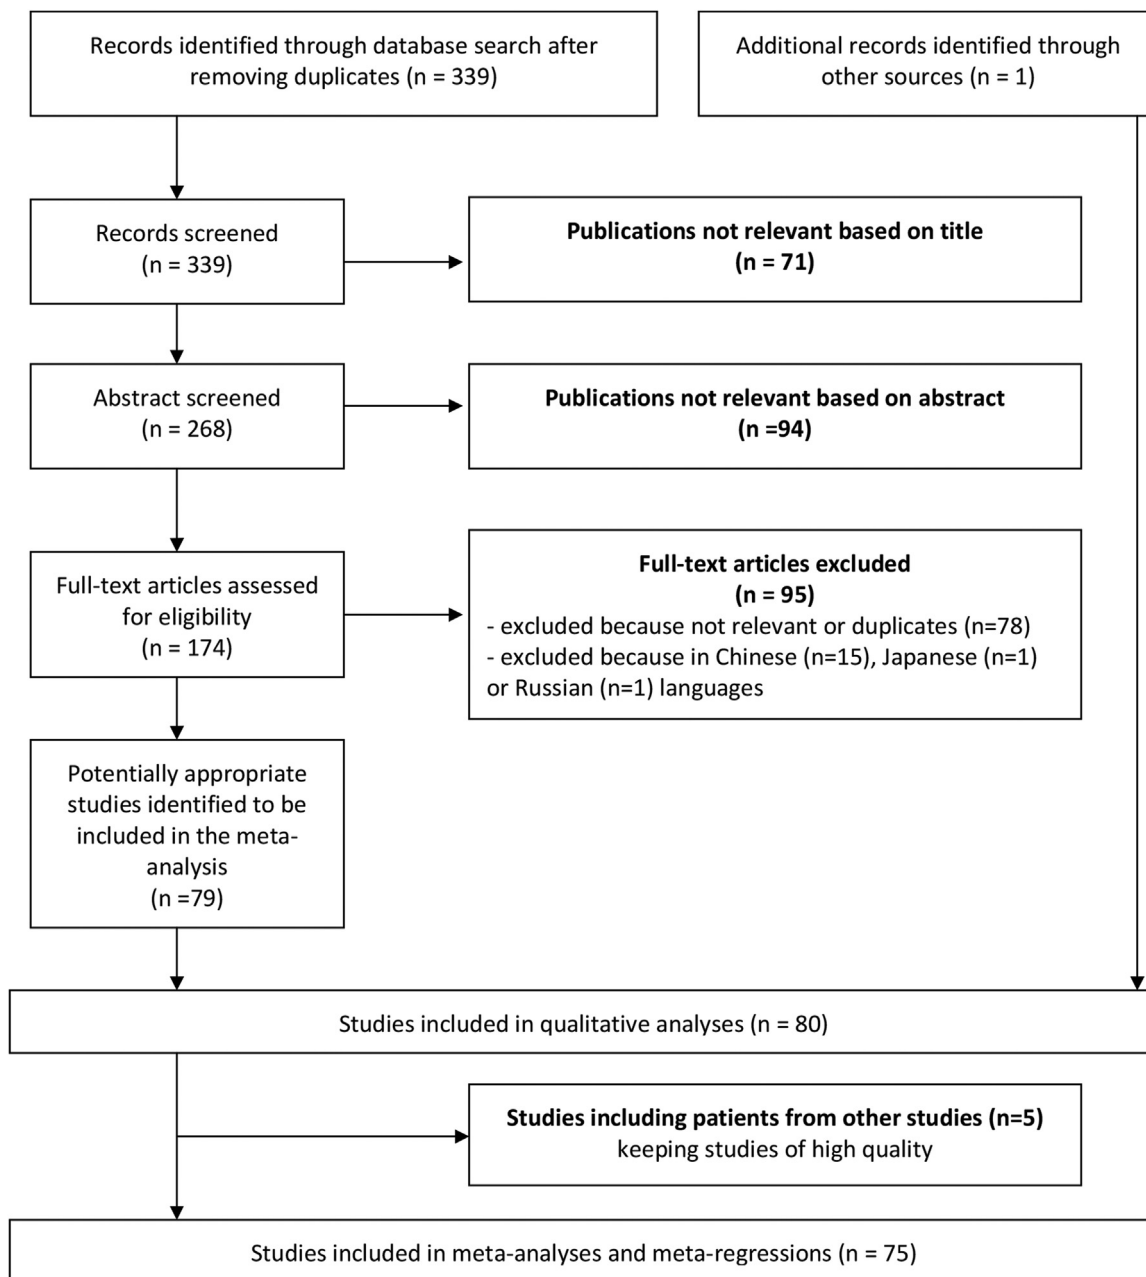 Records identified through database search after
removing duplicates (n = 339)
Additional records identified through
other sources (n = 1)
Records screened
(n = 339)
Publications not relevant based on title
(n = 71)
Abstract screened
(n = 268)
Publications not relevant based on abstract
(n =94)
Full-text articles assessed
for eligibility
(n = 174)
Full-text articles excluded
(n = 95)
- excluded because not relevant or duplicates (n=78)
- excluded because in Chinese (n=15), Japanese (n=1)
or Russian (n=1) languages
Potentially appropriate
studies identified to be
included in the meta-
analysis
(n =79)
Studies included in qualitative analyses (n = 80)
Studies including patients from other studies (n=5)
keeping studies of high quality
Studies included in meta-analyses and meta-regressions (n = 75)